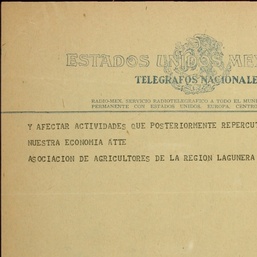 ESTADOS UNIDOS ME
TELEGRAFOS NACIONALE
RADIOMEX, SERVICIO RADIOTELEGRAFICO A TODO EL MUN
PERMANENTE CON ESTADOS UNIDOS, EUROPA, CENTRO
Y AFECTAR ACTIVIDADES QUE POSTERIORMENTE REPERCUT
NUESTRA ECONOMIA ATTE
ASOCIACION DE AGRICULTORES DE LA REGION LAGUNERA